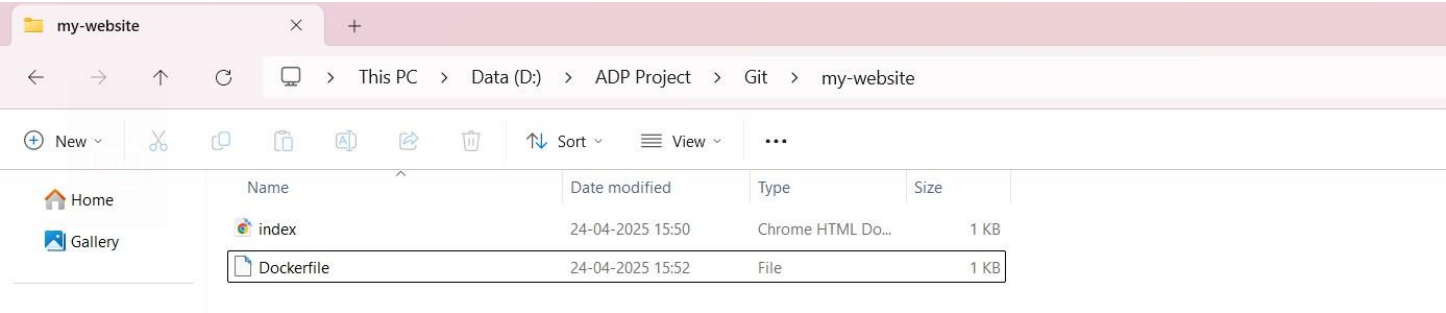 my-website
This PC > Data (D:) > ADP Project > Git > my-website
New Sort View
Home
Gallery
Name Date modified Type Size
index 24-04-2025 15:50 Chrome HTML Do... 1 KB
Dockerfile 24-04-2025 15:52 File 1 KB